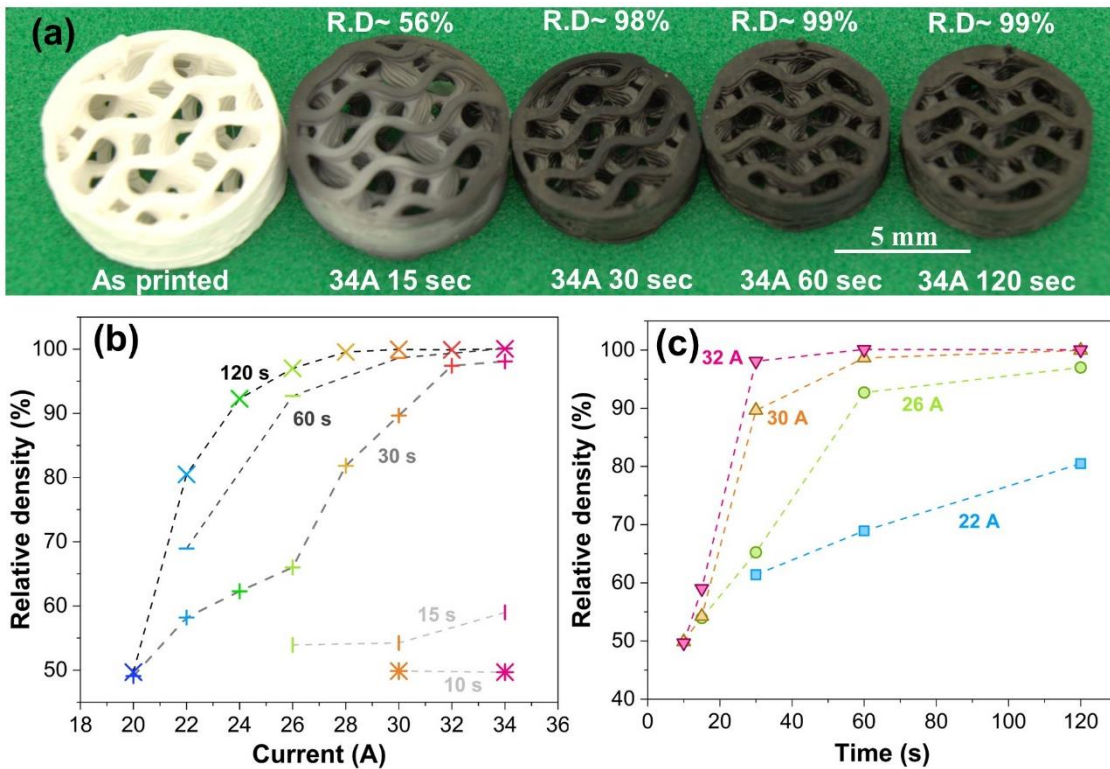 (a)
R.D~ 56%
R.D~ 98%
R.D~ 99%
R.D~ 99%
5 mm
As printed
34A 15 sec
34A 30 sec
34A 60 sec
34A 120 sec
(b)
Relative density (%)
100
90
80
70
60
50
120 s
60 s
30 s
15 s
10 s
18 20 22 24 26 28 30 32 34 36
Current (A)
(c)
Relative density (%)
100
90
80
70
60
50
40
32 A
30 A
26 A
22 A
0 20 40 60 80 100 120
Time (s)